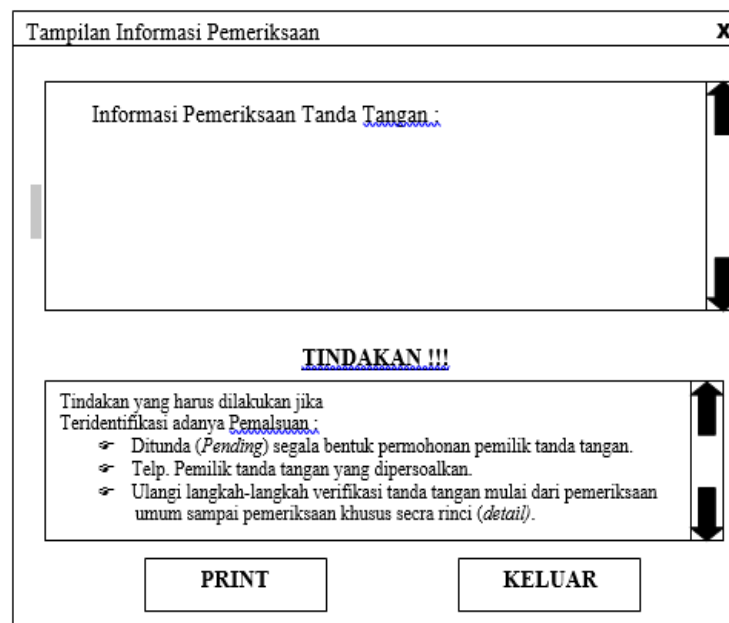 Tampilan Informasi Pemeriksaan X
Informasi Pemeriksaan Tanda Tangan :
TINDAKAN !!!
Tindakan yang harus dilakukan jika
Teridentifikasi adanya Pemalsuan :
☞ Ditunda (Pending) segala bentuk permohonan pemilik tanda tangan.
☞ Telp. Pemilik tanda tangan yang dipersoalkan.
☞ Ulangi langkah-langkah verifikasi tanda tangan mulai dari pemeriksaan
umum sampai pemeriksaan khusus secra rinci (detail).
PRINT KELUAR